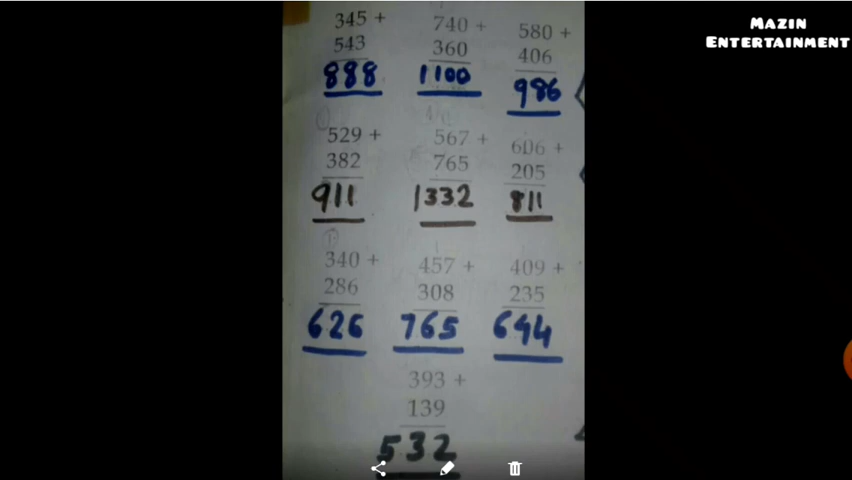 Mazin
Entertainment
345 + 740 + 580 +
543 360 406
888 1100 986
529 + 567 + 606 +
382 765 205
911 1332 811
340 + 457 + 409 +
286 308 235
626 765 644
393 +
139
532